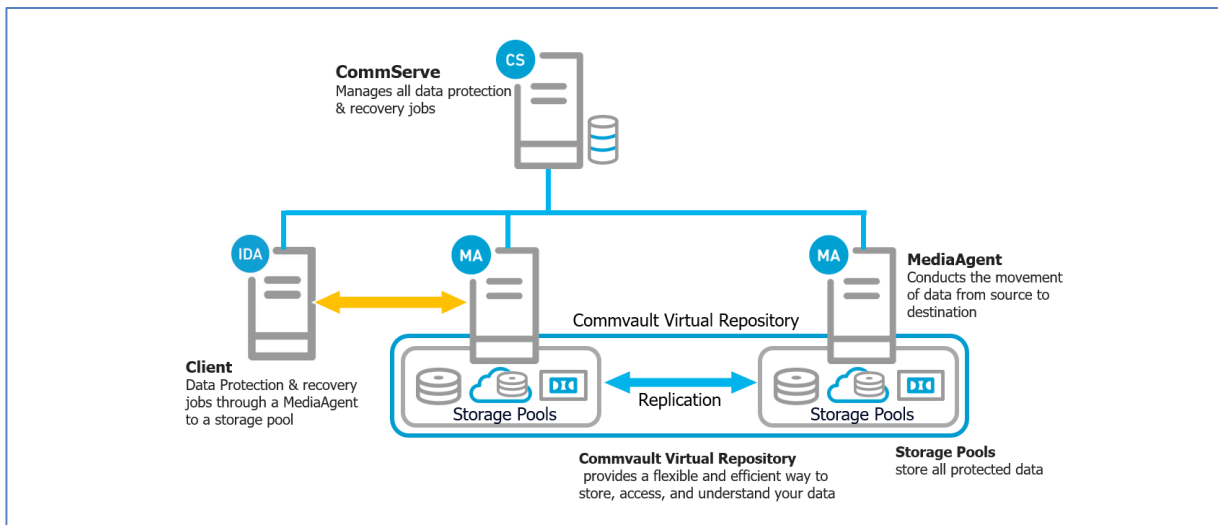 CS
CommServe
Manages all data protection
& recovery jobs
IDA
MA
MA
MediaAgent
Conducts the movement
of data from source to
destination
Commvault Virtual Repository
Client
Data Protection & recovery
jobs through a MediaAgent
to a storage pool
Replication
Storage Pools
Storage Pools
Commvault Virtual Repository
provides a flexible and efficient way to
store, access, and understand your data
Storage Pools
store all protected data